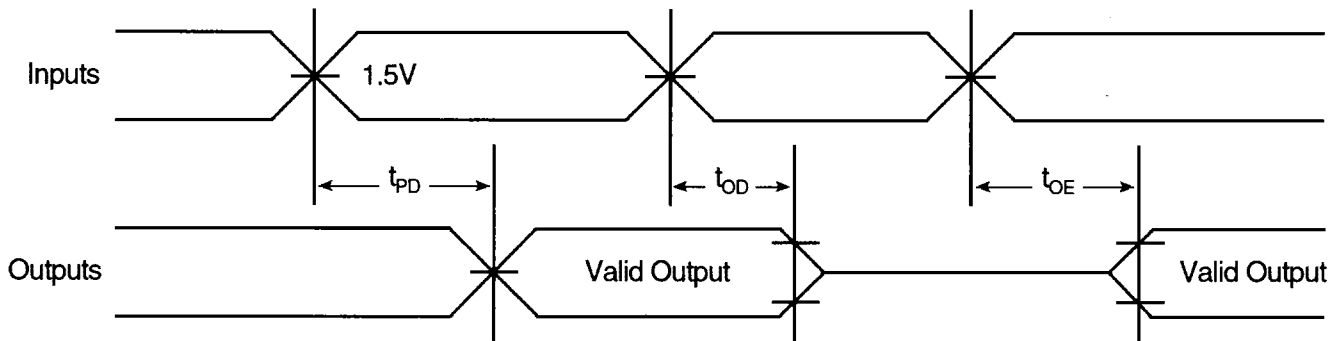 Inputs
1.5V
tPD
tOD
tOE
Outputs
Valid Output
Valid Output